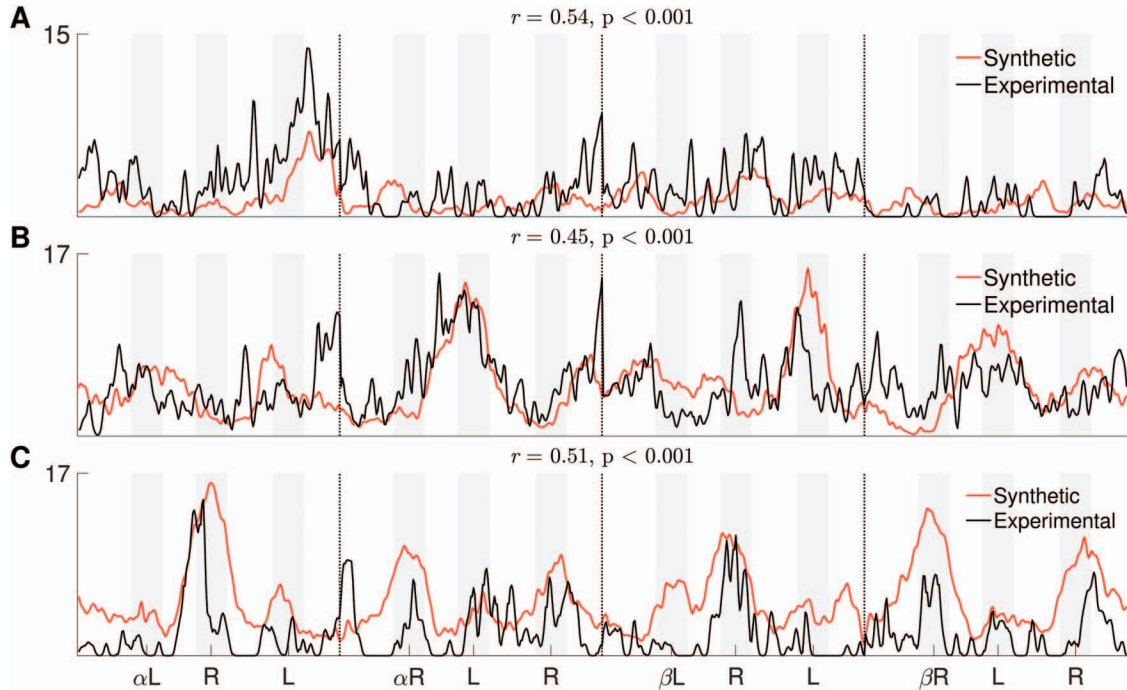 A
r = 0.54, p < 0.001
15
Synthetic
Experimental
B
r = 0.45, p < 0.001
17
Synthetic
Experimental
C
r = 0.51, p < 0.001
17
Synthetic
Experimental
αL R L αR L R βL R L βR L R